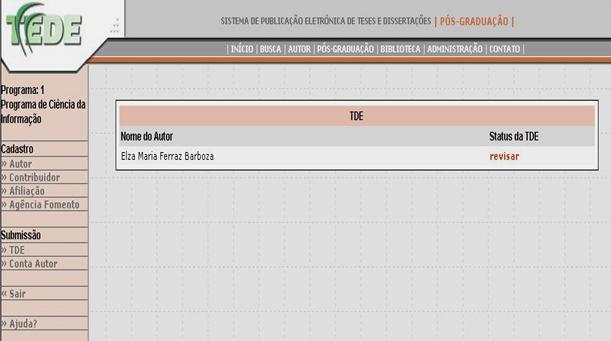 TEDE
SISTEMA DE PUBLICAÇÃO ELETRÔNICA DE TESES E DISSERTAÇÕES | PÓS-GRADUAÇÃO |
| INÍCIO | BUSCA | AUTOR | PÓS-GRADUAÇÃO | BIBLIOTECA | ADMINISTRAÇÃO | CONTATO |
Programa: 1
Programa de Ciência da
Informação
Cadastro
» Autor
» Contribuidor
» Afiliação
» Agência Fomento
Submissão
» TDE
» Conta Autor
« Sair
» Ajuda?
TDE
Nome do Autor Status da TDE
Elza Maria Ferraz Barboza revisar